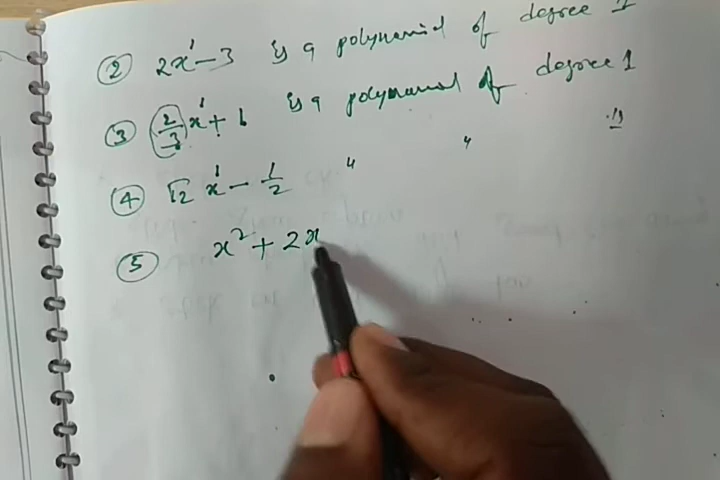 ② 2x¹ - 3 is a polynomial of degree 1
③ 2/3 x¹ + 1 is a polynomial of degree 1
④ √2 x¹ - 1/2 " " "
⑤ x² + 2x